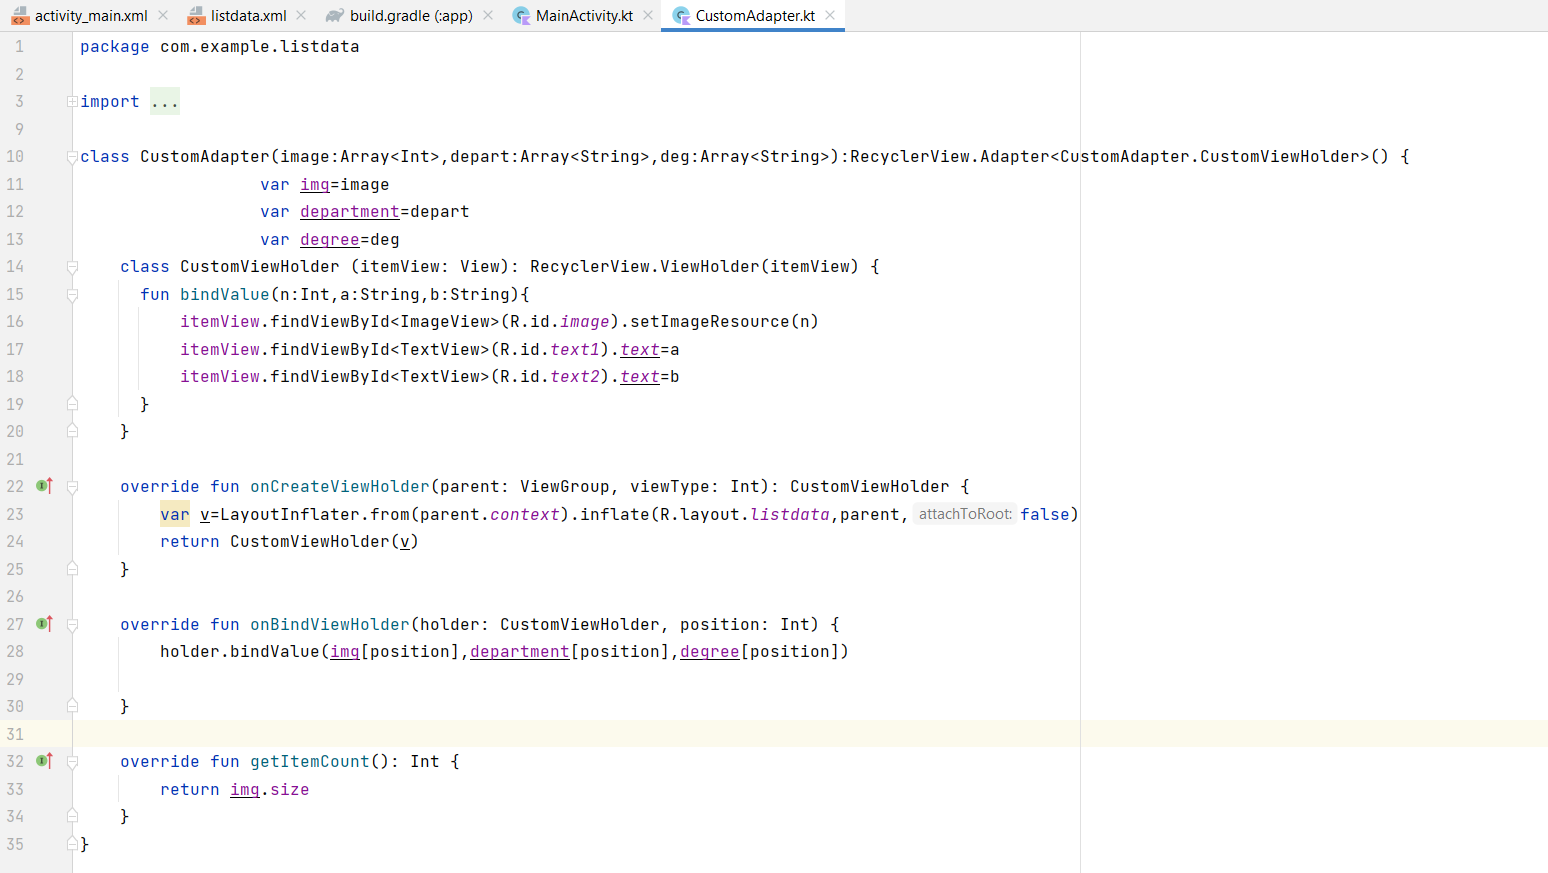 activity_main.xml listdata.xml build.gradle (:app) MainActivity.kt CustomAdapter.kt
1 package com.example.listdata
2
3 import ...
9
10 class CustomAdapter(image:Array<Int>,depart:Array<String>,deg:Array<String>):RecyclerView.Adapter<CustomAdapter.CustomViewHolder>() {
11 var img=image
12 var department=depart
13 var degree=deg
14 class CustomViewHolder (itemView: View): RecyclerView.ViewHolder(itemView) {
15 fun bindValue(n:Int,a:String,b:String){
16 itemView.findViewById<ImageView>(R.id.image).setImageResource(n)
17 itemView.findViewById<TextView>(R.id.text1).text=a
18 itemView.findViewById<TextView>(R.id.text2).text=b
19 }
20 }
21
22 override fun onCreateViewHolder(parent: ViewGroup, viewType: Int): CustomViewHolder {
23 var v=LayoutInflater.from(parent.context).inflate(R.layout.listdata,parent, attachToRoot: false)
24 return CustomViewHolder(v)
25 }
26
27 override fun onBindViewHolder(holder: CustomViewHolder, position: Int) {
28 holder.bindValue(img[position],department[position],degree[position])
29
30 }
31
32 override fun getItemCount(): Int {
33 return img.size
34 }
35 }